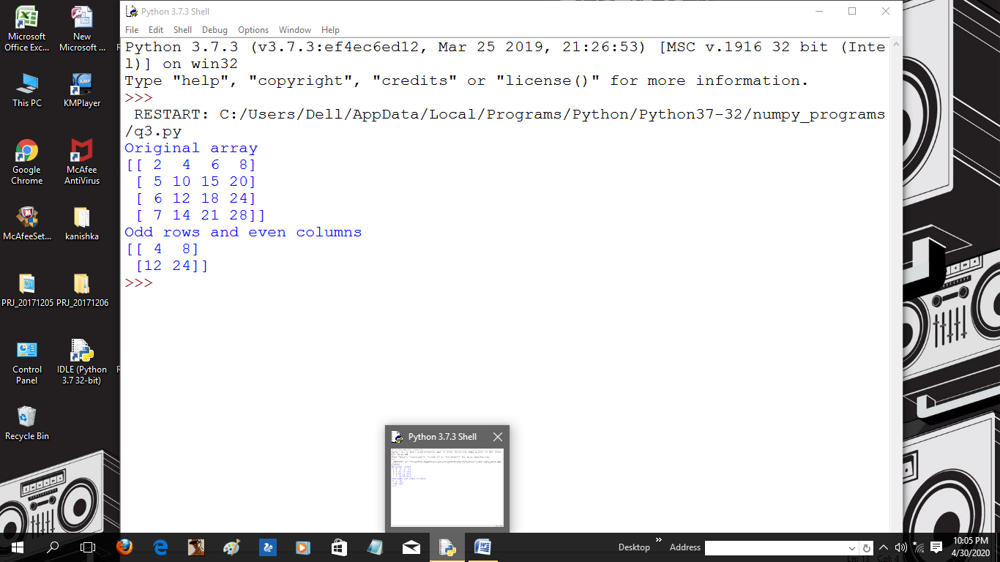 Python 3.7.3 Shell
File Edit Shell Debug Options Window Help
Python 3.7.3 (v3.7.3:ef4ec6ed12, Mar 25 2019, 21:26:53) [MSC v.1916 32 bit (Inte
l)] on win32
Type "help", "copyright", "credits" or "license()" for more information.
>>>
 RESTART: C:/Users/Dell/AppData/Local/Programs/Python/Python37-32/numpy_programs
/q3.py
Original array
[[ 2  4  6  8]
 [ 5 10 15 20]
 [ 6 12 18 24]
 [ 7 14 21 28]]
Odd rows and even columns
[[ 4  8]
 [12 24]]
>>>
Microsoft
Office Exc...
New
Microsoft ...
This PC
KMPlayer
Google
Chrome
McAfee
AntiVirus
McAfeeSet...
kanishka
PRJ_20171205
PRJ_20171206
Control
Panel
IDLE (Python
3.7 32-bit)
Recycle Bin
Python 3.7.3 Shell
Desktop
Address
10:05 PM
4/30/2020
Ln: 13 Col: 4